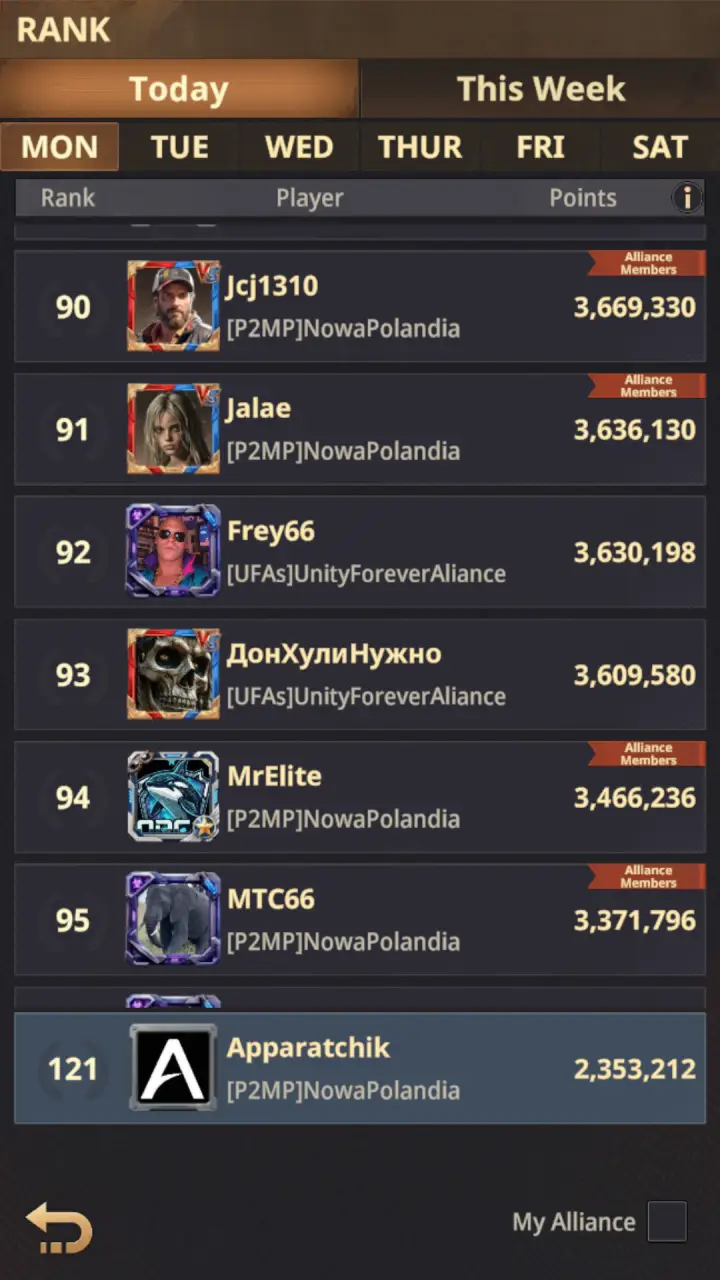 RANK
Today
This Week
MON
TUE
WED
THUR
FRI
SAT
Rank
Player
Points
i
Alliance
Members
90
Jcj1310
[P2MP]NowaPolandia
3,669,330
Alliance
Members
91
Jalae
[P2MP]NowaPolandia
3,636,130
92
Frey66
[UFAs]UnityForeverAliance
3,630,198
93
ДонХулиНужно
[UFAs]UnityForeverAliance
3,609,580
Alliance
Members
94
MrElite
[P2MP]NowaPolandia
3,466,236
Alliance
Members
95
MTC66
[P2MP]NowaPolandia
3,371,796
121
Apparatchik
[P2MP]NowaPolandia
2,353,212
My Alliance